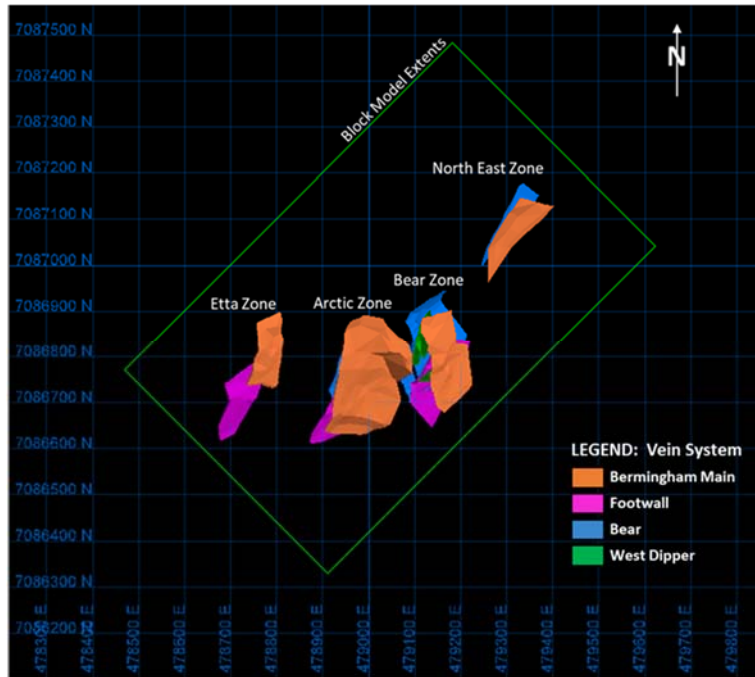 7087500 N
7087400 N
7087300 N
7087200 N
7087100 N
7087000 N
7086900 N
7086800 N
7086700 N
7086600 N
7086500 N
7086400 N
7086300 N
7086200 N
Block Model Extents
N
North East Zone
Bear Zone
Etta Zone
Arctic Zone
LEGEND: Vein System
Bermingham Main
Footwall
Bear
West Dipper
478300 E
478400 E
478500 E
478600 E
478700 E
478800 E
478900 E
479000 E
479100 E
479200 E
479300 E
479400 E
479500 E
479600 E
479700 E
479800 E